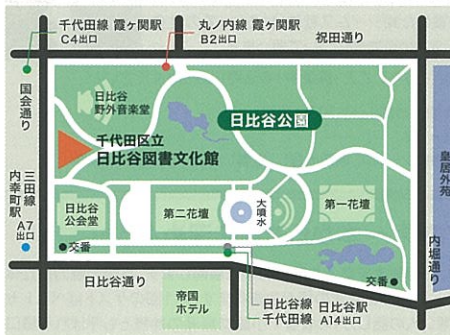 千代田線 霞ヶ関駅
C4出口
丸ノ内線 霞ヶ関駅
B2出口
祝田通り
国会通り
日比谷
野外音楽堂
日比谷公園
千代田区立
日比谷図書文化館
三田線
内幸町駅
A7
出口
日比谷
公会堂
第二花壇
大噴水
第一花壇
皇居外苑
内堀通り
●交番
交番●
日比谷通り
帝国
ホテル
日比谷線
千代田線
日比谷駅
A14出口